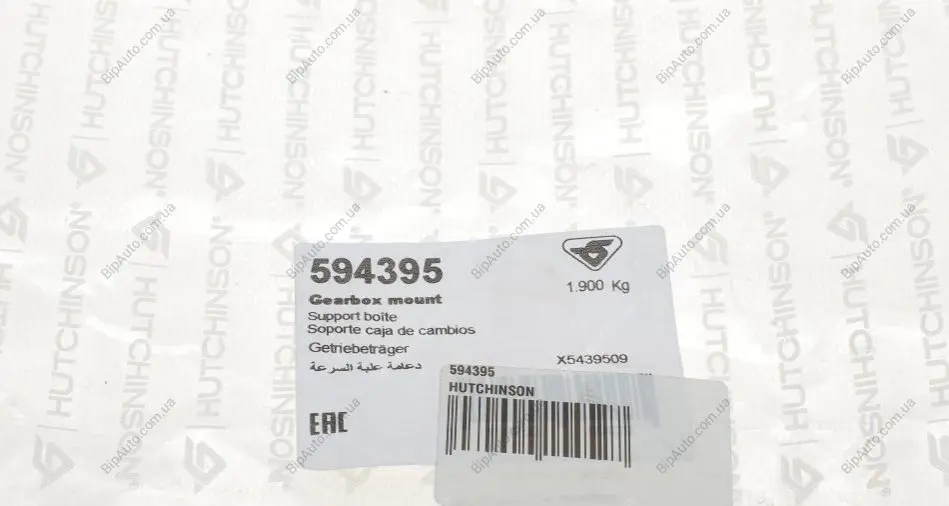 594395
1.900 Kg
Gearbox mount
Support boîte
Soporte caja de cambios
Getriebeträger
X5439509
دعامة علبة السرعة
EAC
594395
HUTCHINSON
HUTCHINSON
BipAuto.com.ua